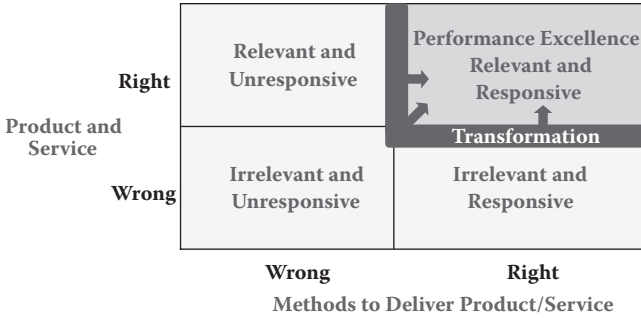 Performance Excellence
Relevant and
Unresponsive
Relevant and
Responsive
Right
Product and
Service
Transformation
Wrong
Irrelevant and
Unresponsive
Irrelevant and
Responsive
Wrong
Right
Methods to Deliver Product/Service